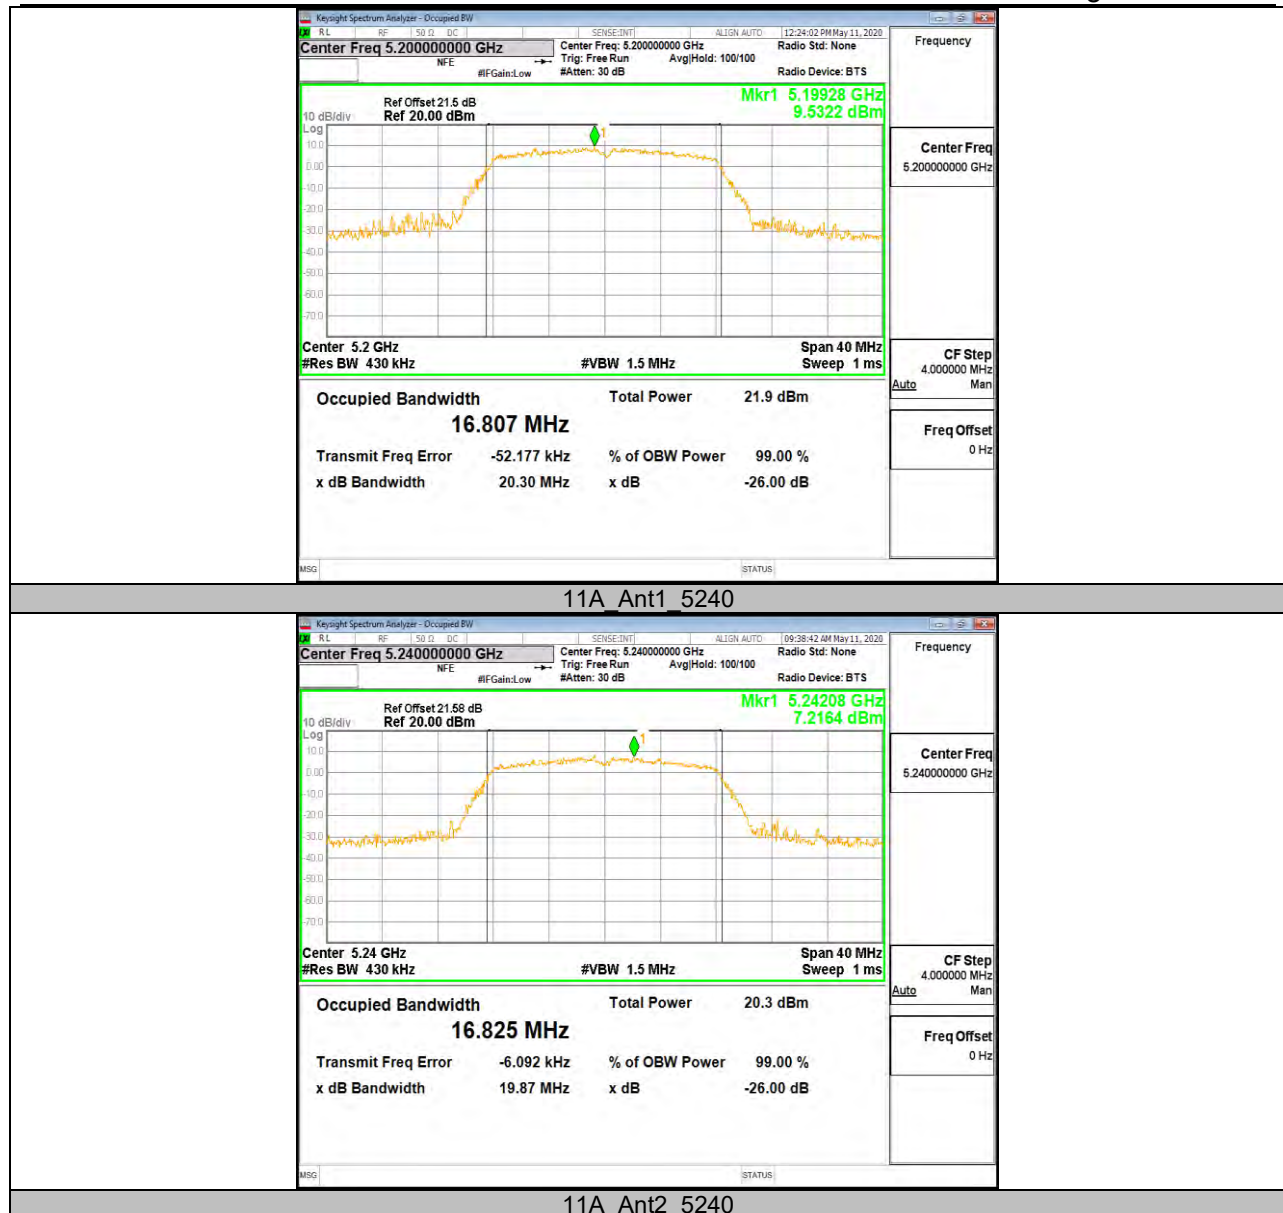 Keysight Spectrum Analyzer - Occupied BW
RL RF 50 Ω DC SENSE:INT ALIGN AUTO 12:24:02 PM May 11, 2020
Center Freq 5.200000000 GHz Center Freq: 5.200000000 GHz Radio Std: None Frequency
NFE Trig: Free Run Avg|Hold: 100/100
#IFGain:Low #Atten: 30 dB Radio Device: BTS
Mkr1 5.19928 GHz
Ref Offset 21.5 dB 9.5322 dBm
10 dB/div Ref 20.00 dBm
Log
1
10.0
0.00
-10.0
-20.0
-30.0
-40.0
-50.0
-60.0
-70.0
Center Freq
5.200000000 GHz
Center 5.2 GHz Span 40 MHz
#Res BW 430 kHz #VBW 1.5 MHz Sweep 1 ms
CF Step
4.000000 MHz
Auto Man
Occupied Bandwidth Total Power 21.9 dBm
16.807 MHz
Freq Offset
0 Hz
Transmit Freq Error -52.177 kHz % of OBW Power 99.00 %
x dB Bandwidth 20.30 MHz x dB -26.00 dB
MSG STATUS
11A_Ant1_5240
Keysight Spectrum Analyzer - Occupied BW
RL RF 50 Ω DC SENSE:INT ALIGN AUTO 09:38:42 AM May 11, 2020
Center Freq 5.240000000 GHz Center Freq: 5.240000000 GHz Radio Std: None Frequency
NFE Trig: Free Run Avg|Hold: 100/100
#IFGain:Low #Atten: 30 dB Radio Device: BTS
Mkr1 5.24208 GHz
Ref Offset 21.58 dB 7.2164 dBm
10 dB/div Ref 20.00 dBm
Log
1
10.0
0.00
-10.0
-20.0
-30.0
-40.0
-50.0
-60.0
-70.0
Center Freq
5.240000000 GHz
Center 5.24 GHz Span 40 MHz
#Res BW 430 kHz #VBW 1.5 MHz Sweep 1 ms
CF Step
4.000000 MHz
Auto Man
Occupied Bandwidth Total Power 20.3 dBm
16.825 MHz
Freq Offset
0 Hz
Transmit Freq Error -6.092 kHz % of OBW Power 99.00 %
x dB Bandwidth 19.87 MHz x dB -26.00 dB
MSG STATUS
11A_Ant2_5240